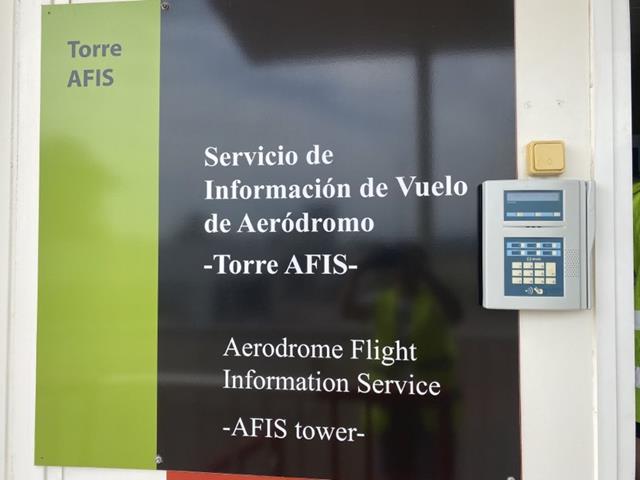 Torre
AFIS
Servicio de
Información de Vuelo
de Aeródromo
-Torre AFIS-
Aerodrome Flight
Information Service
-AFIS tower-